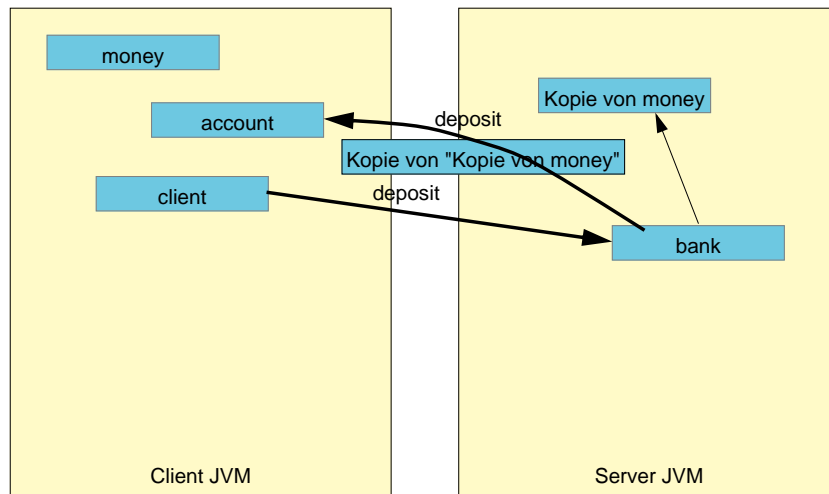 money
account
client
deposit
Kopie von "Kopie von money"
deposit
Kopie von money
bank
Client JVM
Server JVM